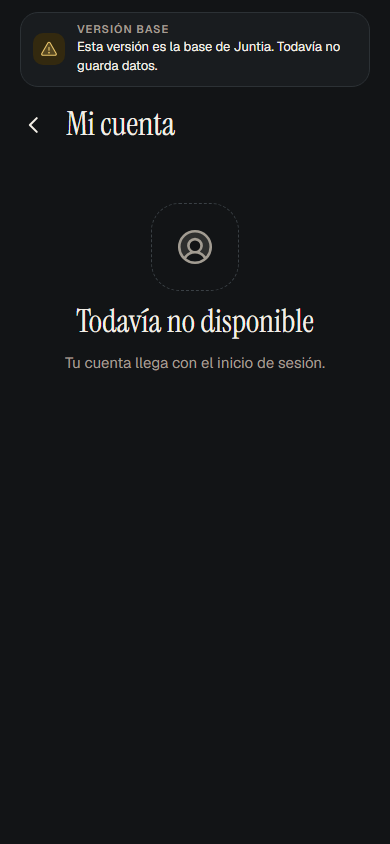 VERSIÓN BASE
Esta versión es la base de Juntia. Todavía no
guarda datos.
Mi cuenta
Todavía no disponible
Tu cuenta llega con el inicio de sesión.